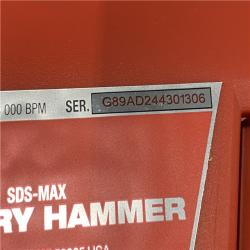 000 BPM SER. G89AD244301306
SDS-MAX
RY HAMMER